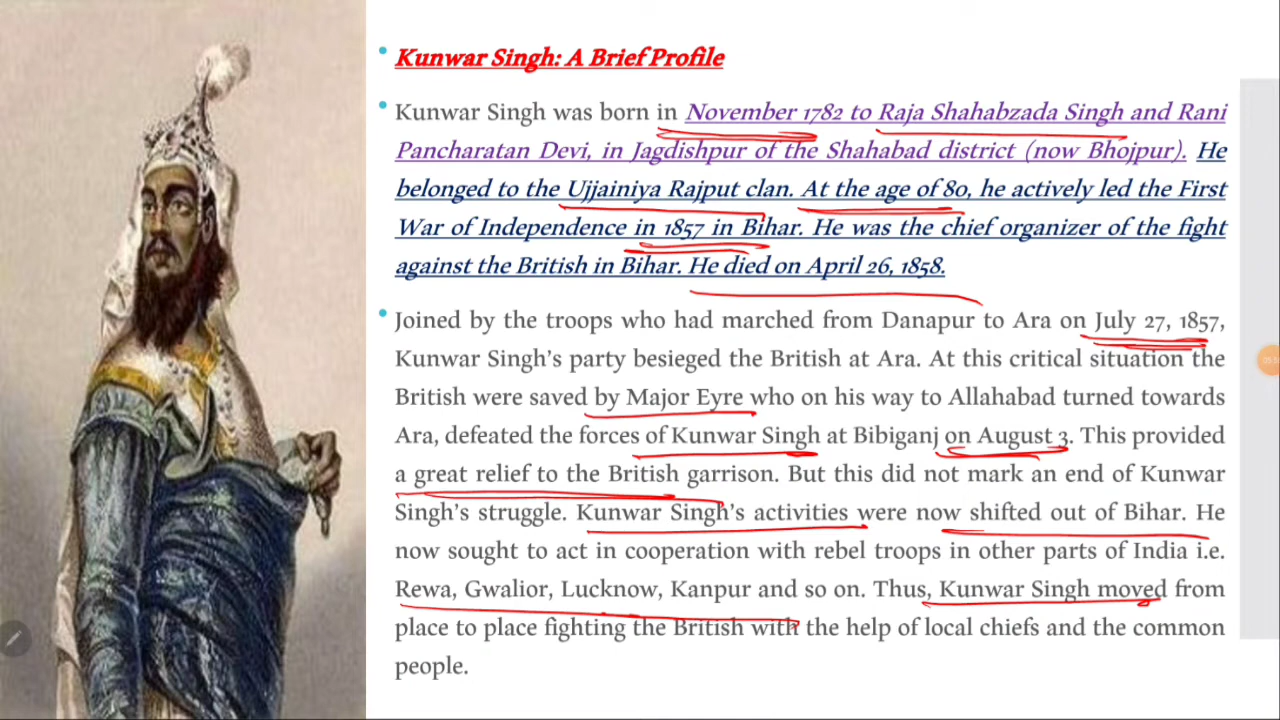 • Kunwar Singh: A Brief Profile
• Kunwar Singh was born in November 1782 to Raja Shahabzada Singh and Rani
Pancharatan Devi, in Jagdishpur of the Shahabad district (now Bhojpur). He
belonged to the Ujjainiya Rajput clan. At the age of 80, he actively led the First
War of Independence in 1857 in Bihar. He was the chief organizer of the fight
against the British in Bihar. He died on April 26, 1858.
• Joined by the troops who had marched from Danapur to Ara on July 27, 1857,
Kunwar Singh's party besieged the British at Ara. At this critical situation the
British were saved by Major Eyre who on his way to Allahabad turned towards
Ara, defeated the forces of Kunwar Singh at Bibiganj on August 3. This provided
a great relief to the British garrison. But this did not mark an end of Kunwar
Singh's struggle. Kunwar Singh's activities were now shifted out of Bihar. He
now sought to act in cooperation with rebel troops in other parts of India i.e.
Rewa, Gwalior, Lucknow, Kanpur and so on. Thus, Kunwar Singh moved from
place to place fighting the British with the help of local chiefs and the common
people.